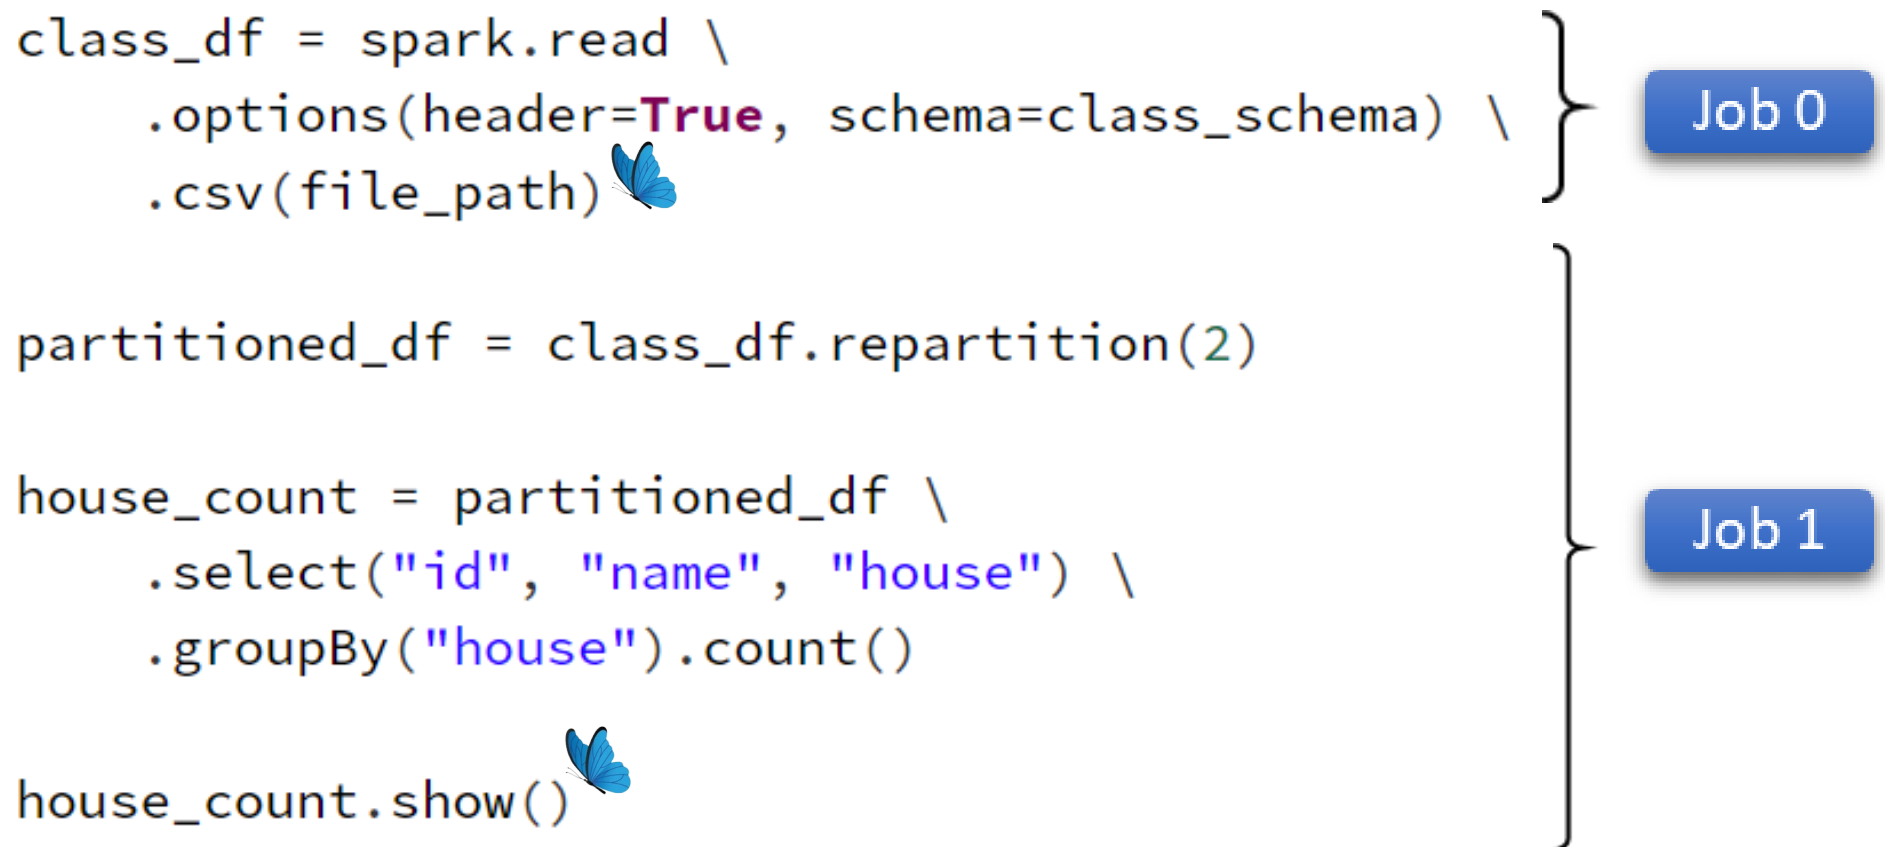 class_df = spark.read \
    .options(header=True, schema=class_schema) \
    .csv(file_path)
Job 0
partitioned_df = class_df.repartition(2)
house_count = partitioned_df \
    .select("id", "name", "house") \
    .groupBy("house").count()
house_count.show()
Job 1